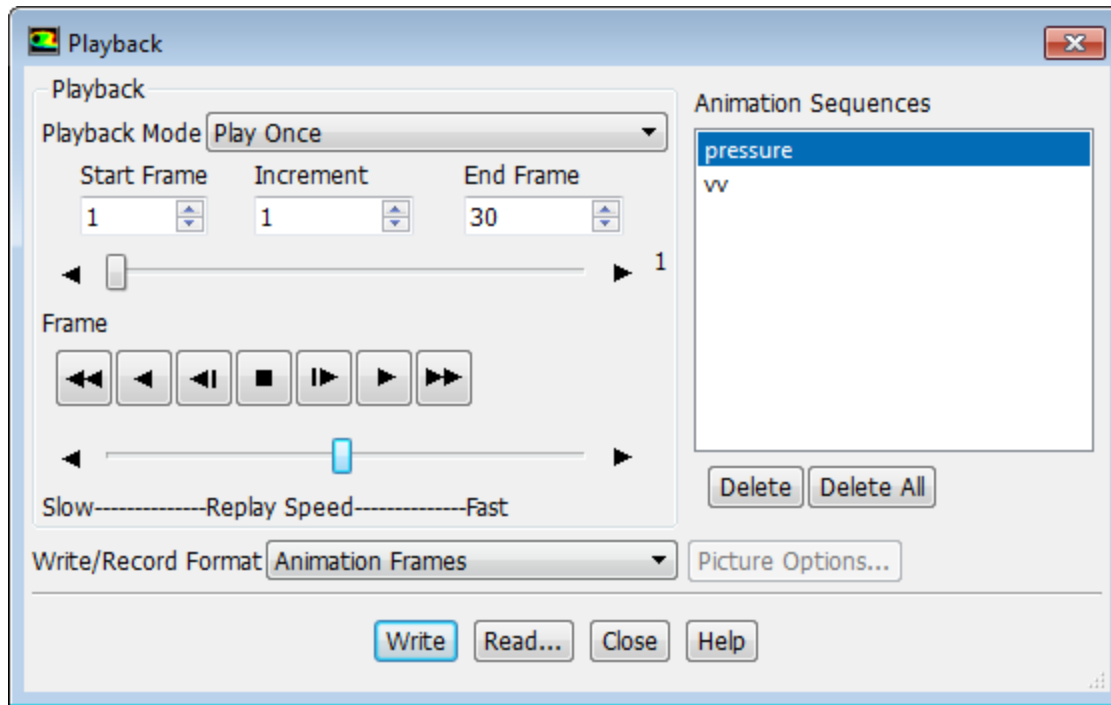 Playback
Playback
Playback Mode Play Once
Start Frame Increment End Frame
1 1 30
1
Frame
Slow--------------Replay Speed--------------Fast
Animation Sequences
pressure
vv
Delete Delete All
Write/Record Format Animation Frames Picture Options...
Write Read... Close Help